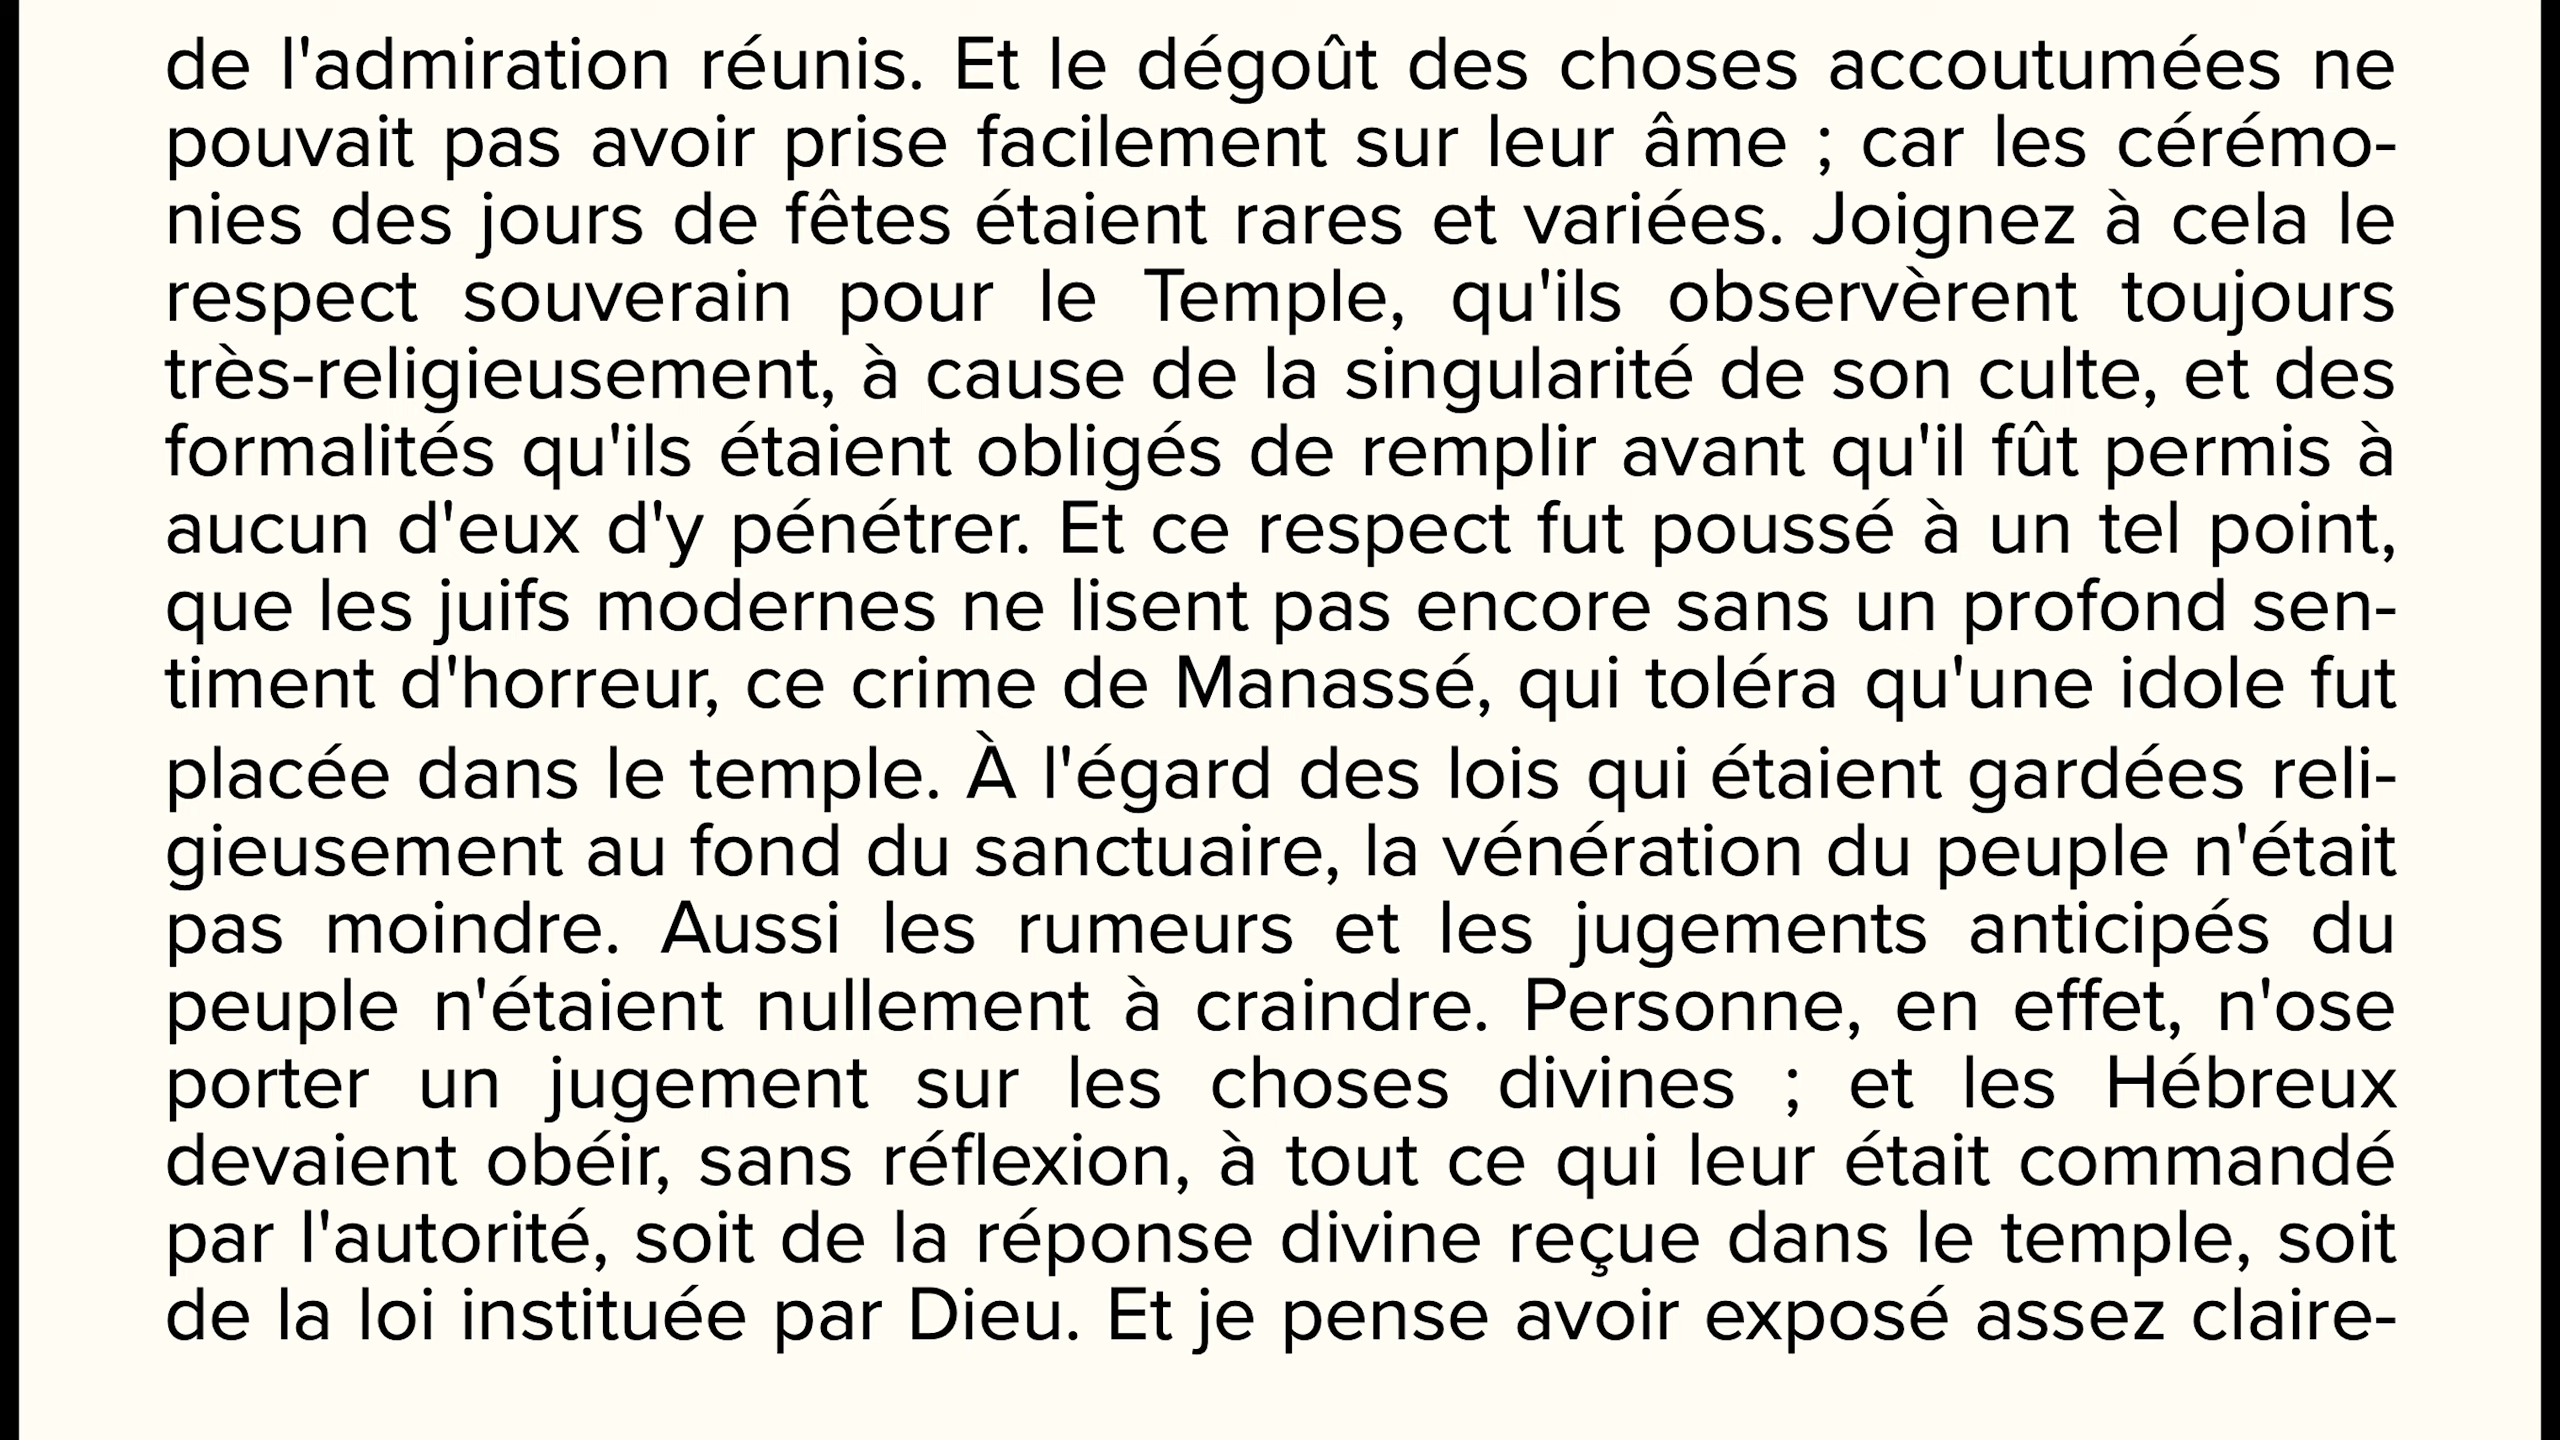 de l'admiration réunis. Et le dégoût des choses accoutumées ne
pouvait pas avoir prise facilement sur leur âme ; car les cérémo-
nies des jours de fêtes étaient rares et variées. Joignez à cela le
respect souverain pour le Temple, qu'ils observèrent toujours
très-religieusement, à cause de la singularité de son culte, et des
formalités qu'ils étaient obligés de remplir avant qu'il fût permis à
aucun d'eux d'y pénétrer. Et ce respect fut poussé à un tel point,
que les juifs modernes ne lisent pas encore sans un profond sen-
timent d'horreur, ce crime de Manassé, qui toléra qu'une idole fut
placée dans le temple. À l'égard des lois qui étaient gardées reli-
gieusement au fond du sanctuaire, la vénération du peuple n'était
pas moindre. Aussi les rumeurs et les jugements anticipés du
peuple n'étaient nullement à craindre. Personne, en effet, n'ose
porter un jugement sur les choses divines ; et les Hébreux
devaient obéir, sans réflexion, à tout ce qui leur était commandé
par l'autorité, soit de la réponse divine reçue dans le temple, soit
de la loi instituée par Dieu. Et je pense avoir exposé assez claire-